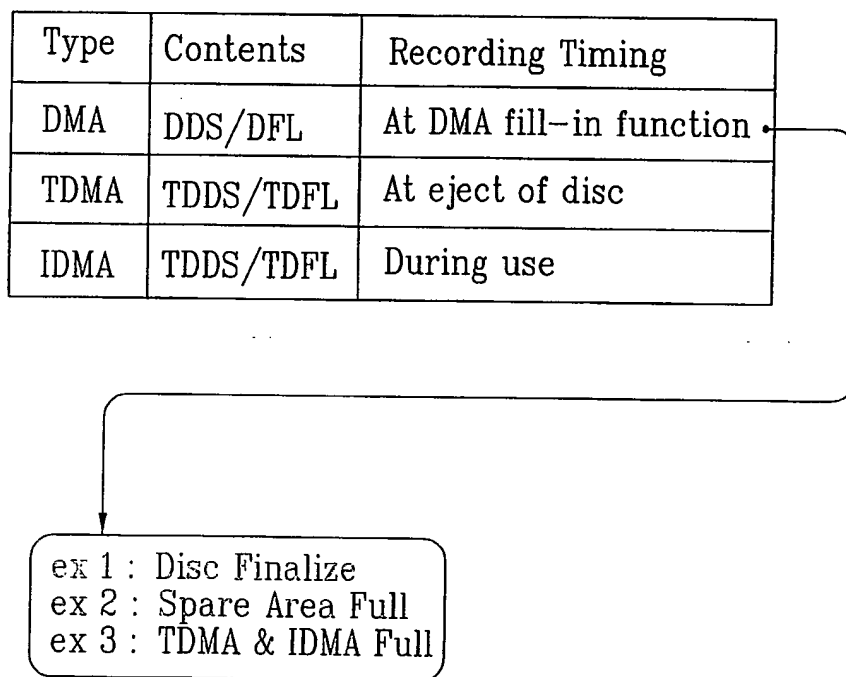 Type Contents Recording Timing
DMA DDS/DFL At DMA fill-in function
TDMA TDDS/TDFL At eject of disc
IDMA TDDS/TDFL During use
ex 1 : Disc Finalize
ex 2 : Spare Area Full
ex 3 : TDMA & IDMA Full